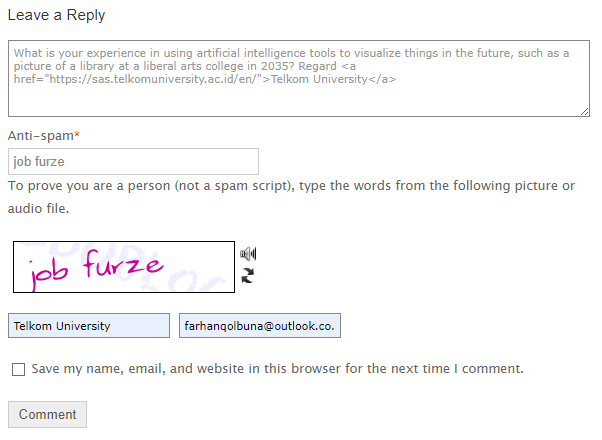 Leave a Reply
What is your experience in using artificial intelligence tools to visualize things in the future, such as a
picture of a library at a liberal arts college in 2035? Regard <a
href="https://sas.telkomuniversity.ac.id/en/">Telkom University</a>
Anti-spam*
job furze
To prove you are a person (not a spam script), type the words from the following picture or
audio file.
job furze
Telkom University farhanqolbuna@outlook.co.
Save my name, email, and website in this browser for the next time I comment.
Comment